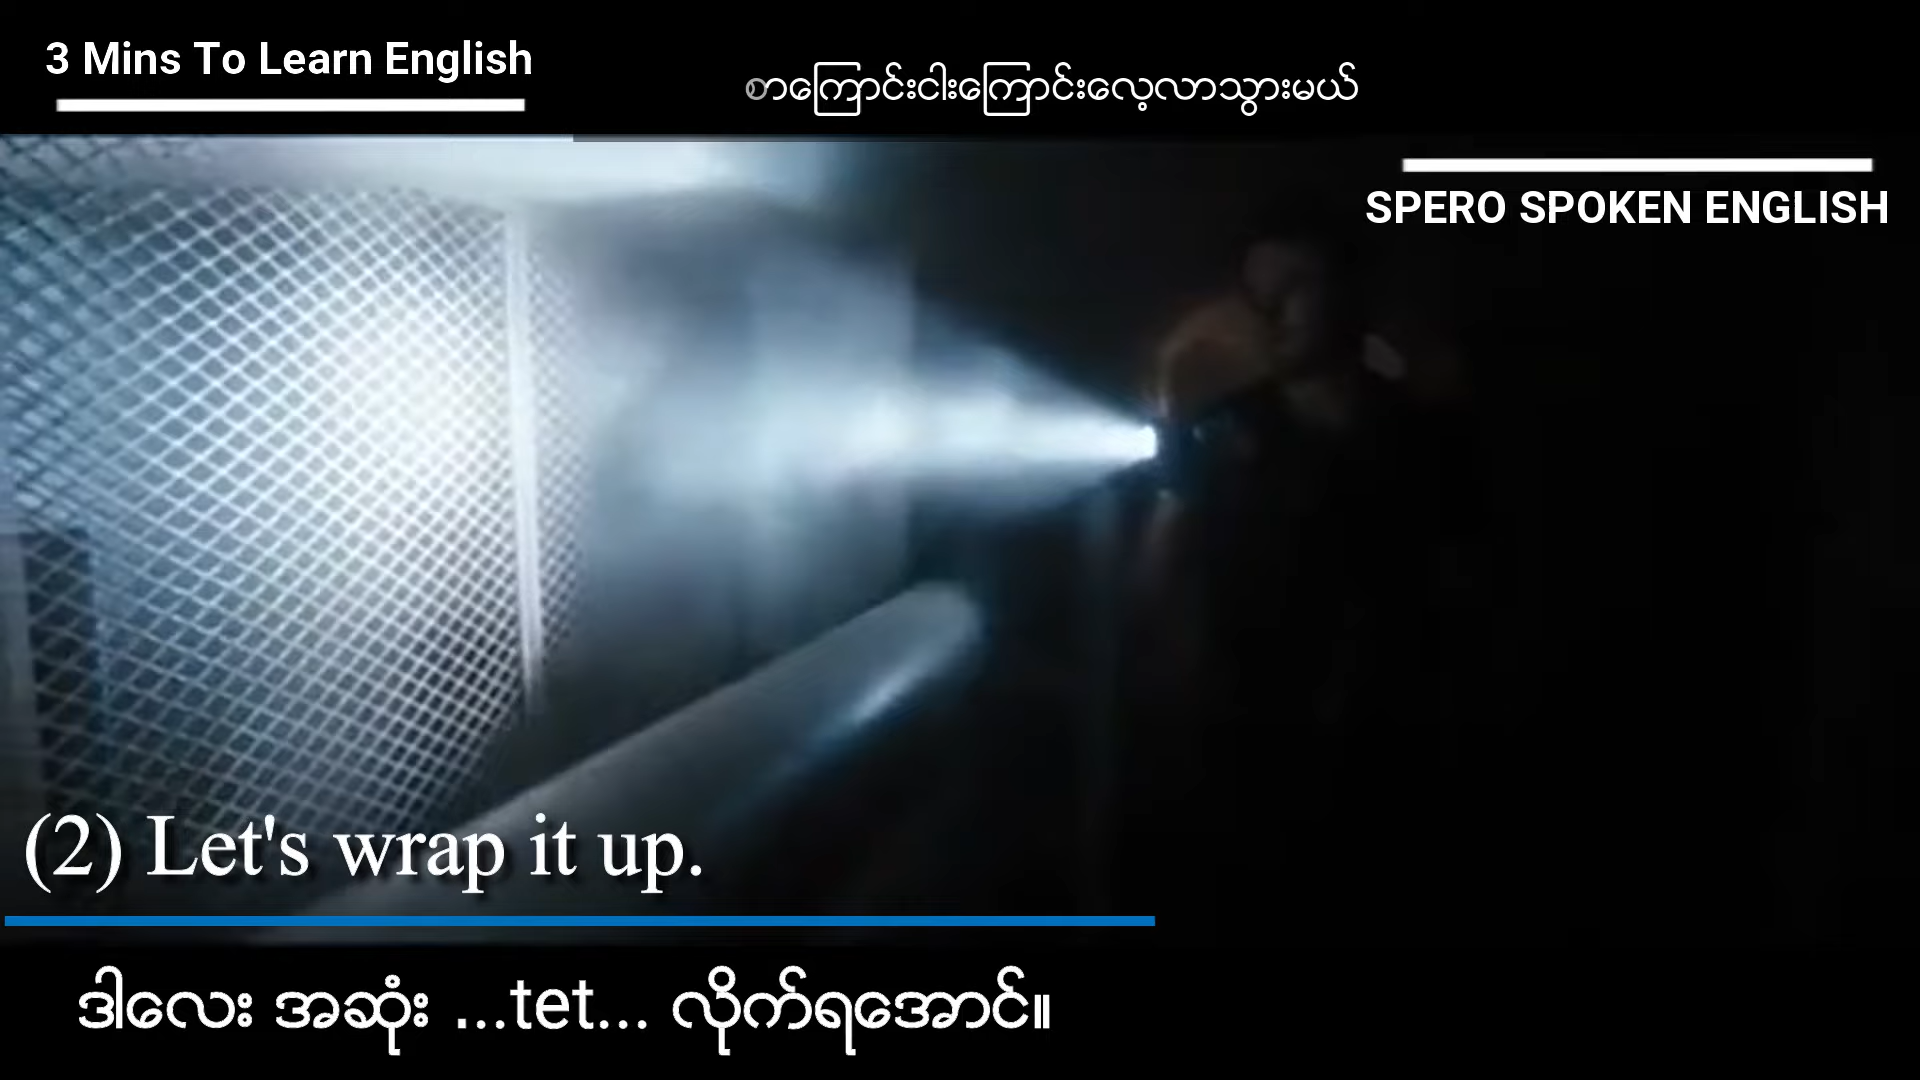 3 Mins To Learn English
စာကြောင်းငါးကြောင်းလေ့လာသွားမယ်
SPERO SPOKEN ENGLISH
(2) Let's wrap it up.
ဒါလေး အဆုံး ...tet... လိုက်ရအောင်။